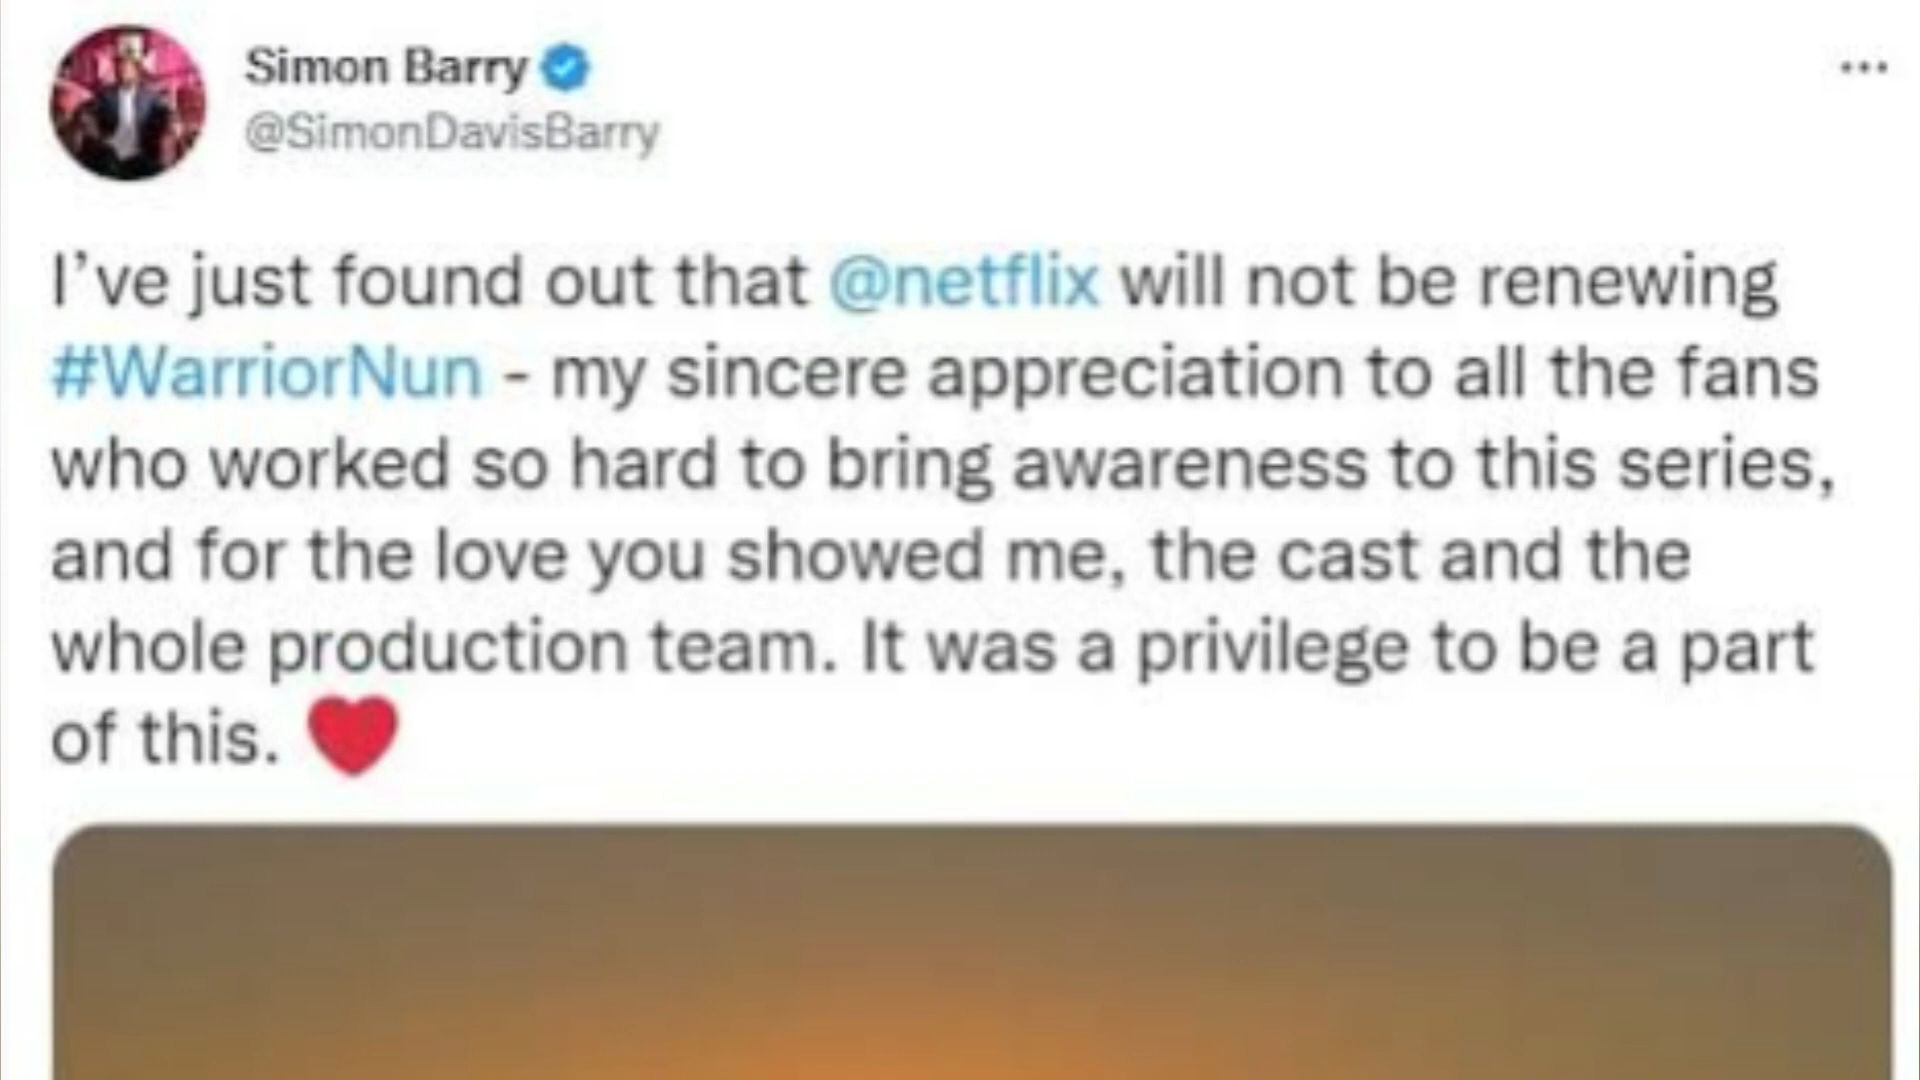 Simon Barry
@SimonDavisBarry
I’ve just found out that @netflix will not be renewing
#WarriorNun - my sincere appreciation to all the fans
who worked so hard to bring awareness to this series,
and for the love you showed me, the cast and the
whole production team. It was a privilege to be a part
of this. ❤️